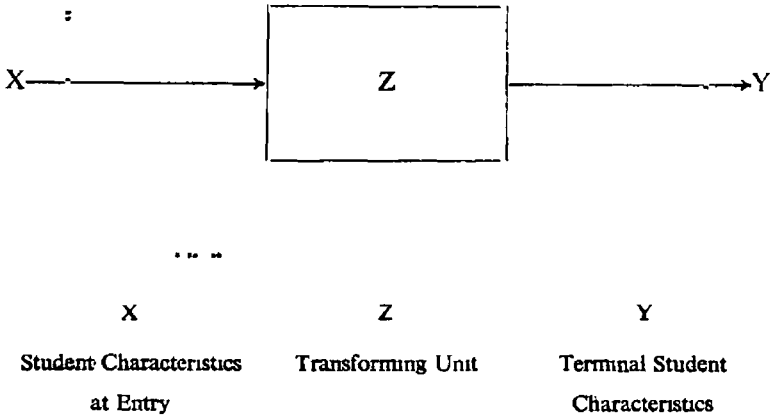 X Z Y
X Z Y
Student Characteristics Transforming Unit Terminal Student
at Entry Characteristics